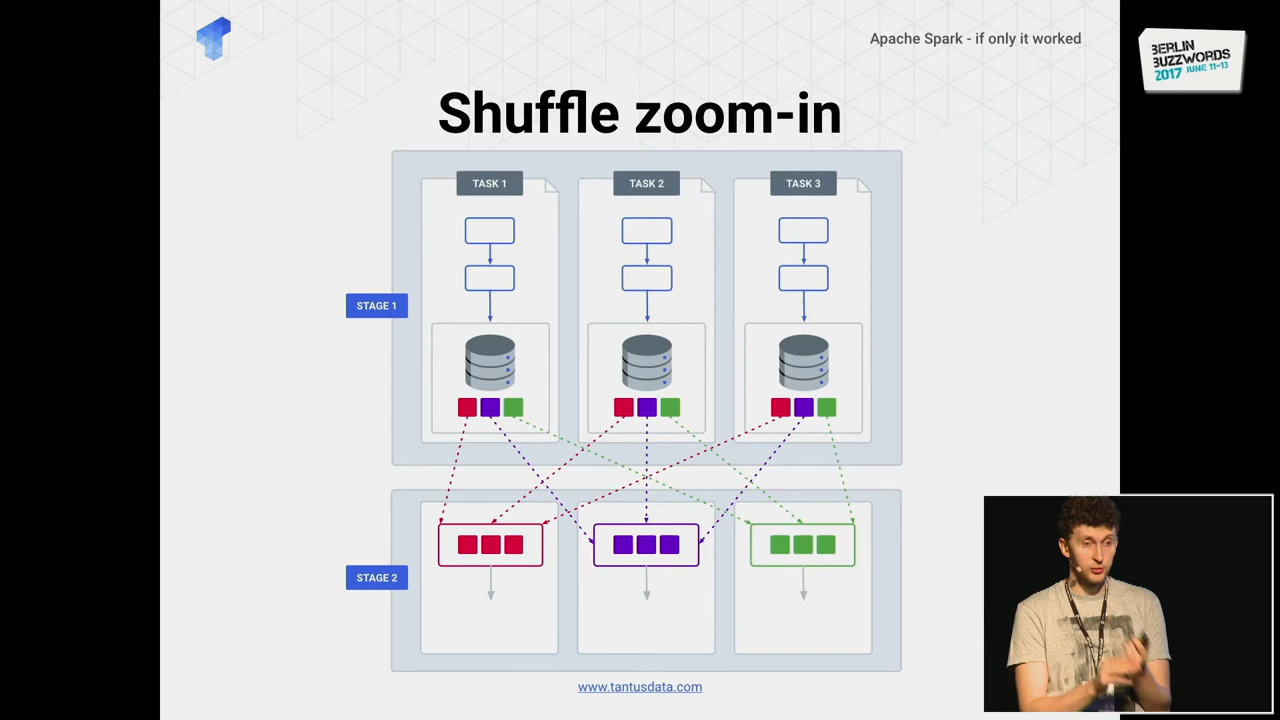 Apache Spark - if only it worked
BERLIN
BUZZWORDS
2017 JUNE 11-13
Shuffle zoom-in
TASK 1
TASK 2
TASK 3
STAGE 1
STAGE 2
www.tantusdata.com